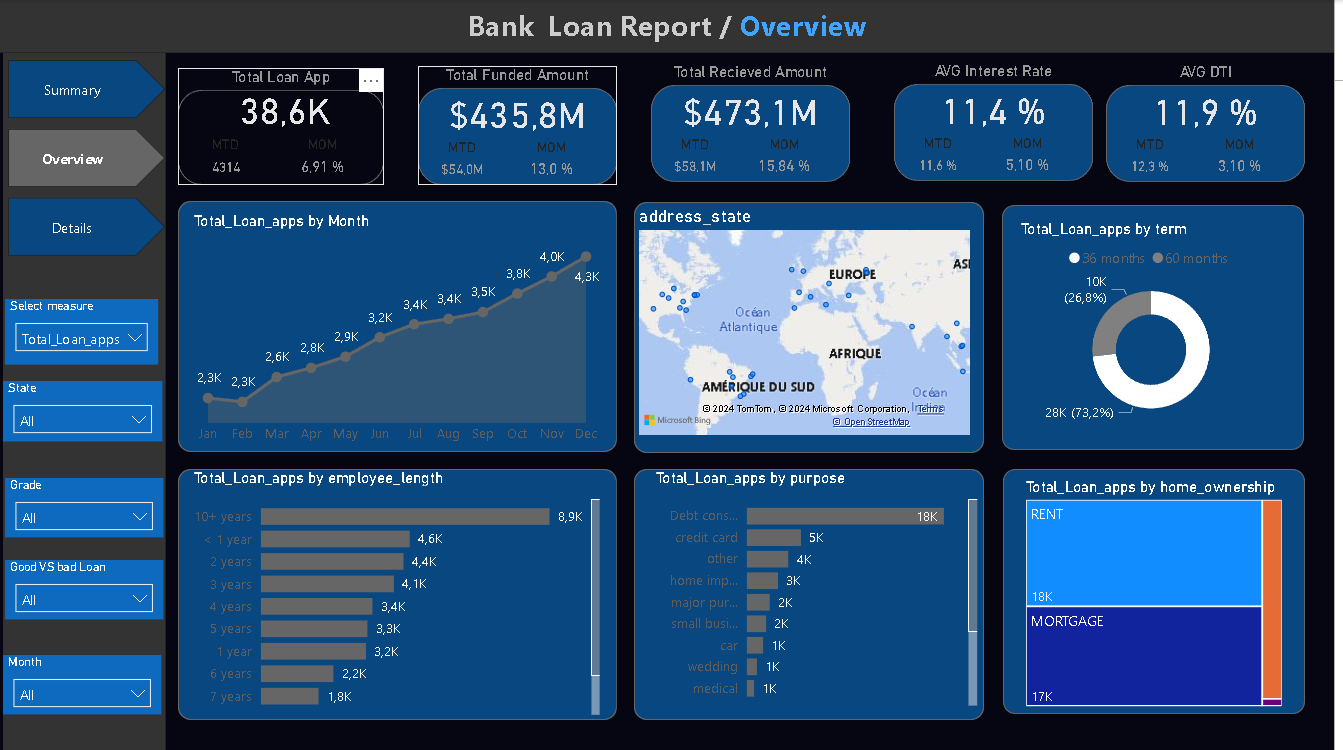 Bank Loan Report / Overview
Summary
Overview
Details
Select measure
Total_Loan_apps
State
All
Grade
All
Good VS bad Loan
All
Month
All
Total Loan App
...
38,6K
MTD MOM
4314 6,91 %
Total Funded Amount
$435,8M
MTD MOM
$54,0M 13,0 %
Total Recieved Amount
$473,1M
MTD MOM
$58,1M 15,84 %
AVG Interest Rate
11,4 %
MTD MOM
11,6 % 5,10 %
AVG DTI
11,9 %
MTD MOM
12,3 % 3,10 %
Total_Loan_apps by Month
2,3K 2,3K 2,6K 2,8K 2,9K 3,2K 3,4K 3,4K 3,5K 3,8K 4,0K 4,3K
Jan Feb Mar Apr May Jun Jul Aug Sep Oct Nov Dec
address_state
EUROPE
Océan
Atlantique
AFRIQUE
AMÉRIQUE DU SUD
Océan
© 2024 TomTom, © 2024 Microsoft Corporation, Terms
Microsoft Bing
© OpenStreetMap
Total_Loan_apps by term
36 months 60 months
10K
(26,8%)
28K (73,2%)
Total_Loan_apps by employee_length
10+ years 8,9K
< 1 year 4,6K
2 years 4,4K
3 years 4,1K
4 years 3,4K
5 years 3,3K
1 year 3,2K
6 years 2,2K
7 years 1,8K
Total_Loan_apps by purpose
Debt cons... 18K
credit card 5K
other 4K
home imp... 3K
major pur... 2K
small busi... 2K
car 1K
wedding 1K
medical 1K
Total_Loan_apps by home_ownership
RENT
18K
MORTGAGE
17K